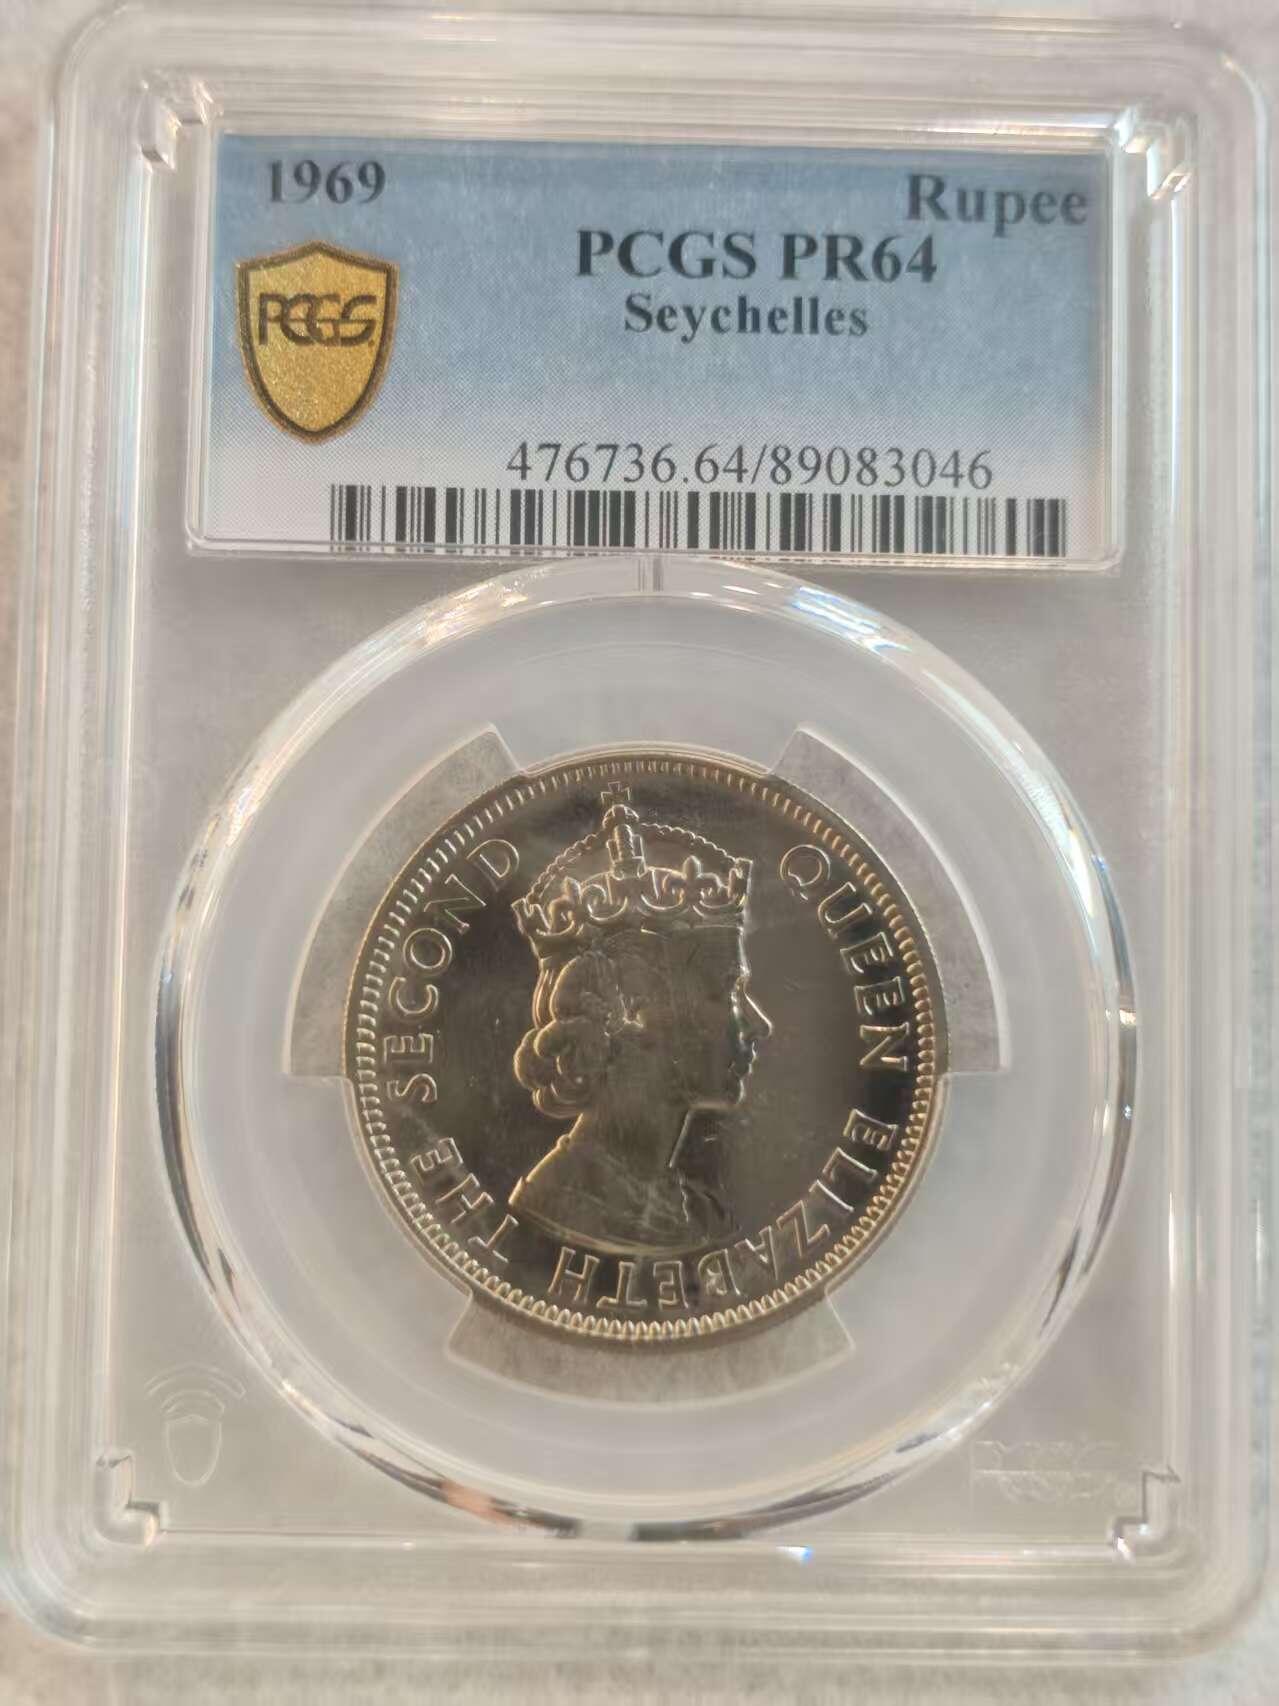 1969
Rupee
PCGS PR64
Seychelles
PCGS
476736.64/89083046
QUEEN ELIZABETH THE SECOND